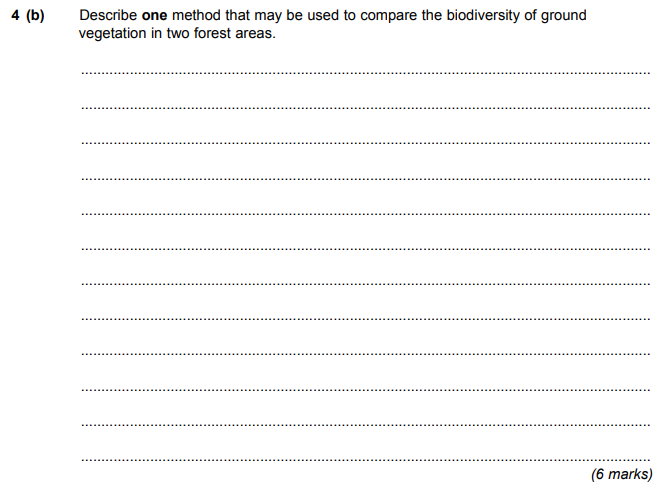 4 (b) Describe one method that may be used to compare the biodiversity of ground
vegetation in two forest areas.
(6 marks)